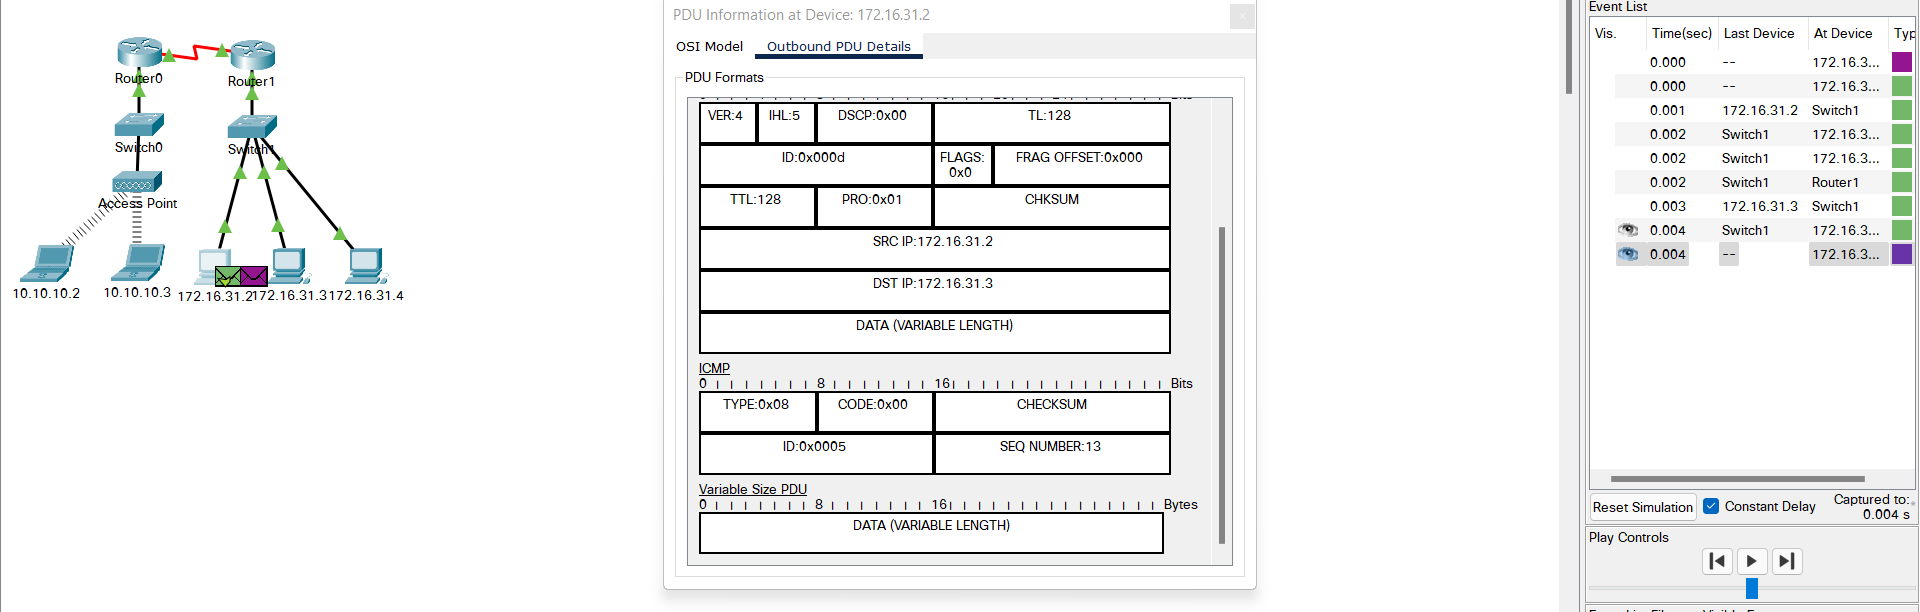 Router0
Router1
Switch0
Switch1
Access Point
10.10.10.2
10.10.10.3
172.16.31.2
172.16.31.3
172.16.31.4
PDU Information at Device: 172.16.31.2
OSI Model
Outbound PDU Details
PDU Formats
VER:4 IHL:5 DSCP:0x00 TL:128
ID:0x000d FLAGS: 0x0 FRAG OFFSET:0x000
TTL:128 PRO:0x01 CHKSUM
SRC IP:172.16.31.2
DST IP:172.16.31.3
DATA (VARIABLE LENGTH)
ICMP
0 8 16 Bits
TYPE:0x08 CODE:0x00 CHECKSUM
ID:0x0005 SEQ NUMBER:13
Variable Size PDU
0 8 16 Bytes
DATA (VARIABLE LENGTH)
Event List
Vis. Time(sec) Last Device At Device Typ
0.000 -- 172.16.3...
0.000 -- 172.16.3...
0.001 172.16.31.2 Switch1
0.002 Switch1 172.16.3...
0.002 Switch1 172.16.3...
0.002 Switch1 Router1
0.003 172.16.31.3 Switch1
0.004 Switch1 172.16.3...
0.004 -- 172.16.3...
Reset Simulation Constant Delay Captured to:
0.004 s
Play Controls